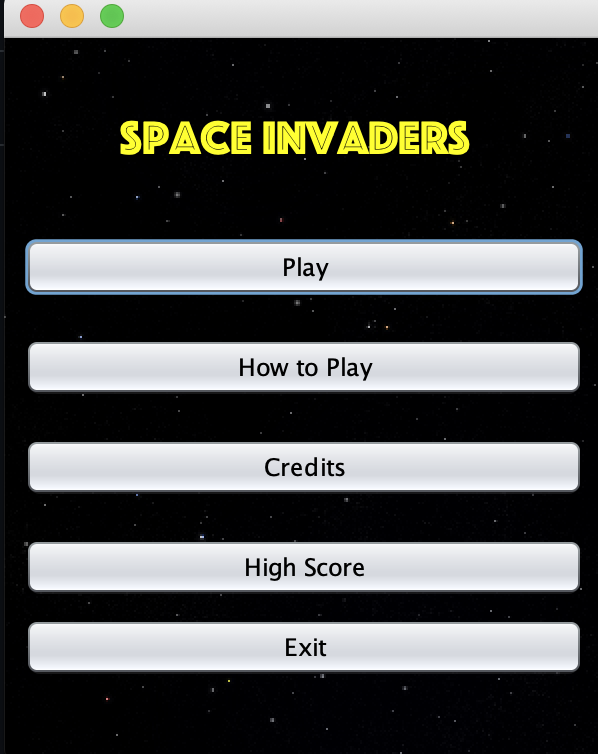 SPACE INVADERS
Play
How to Play
Credits
High Score
Exit